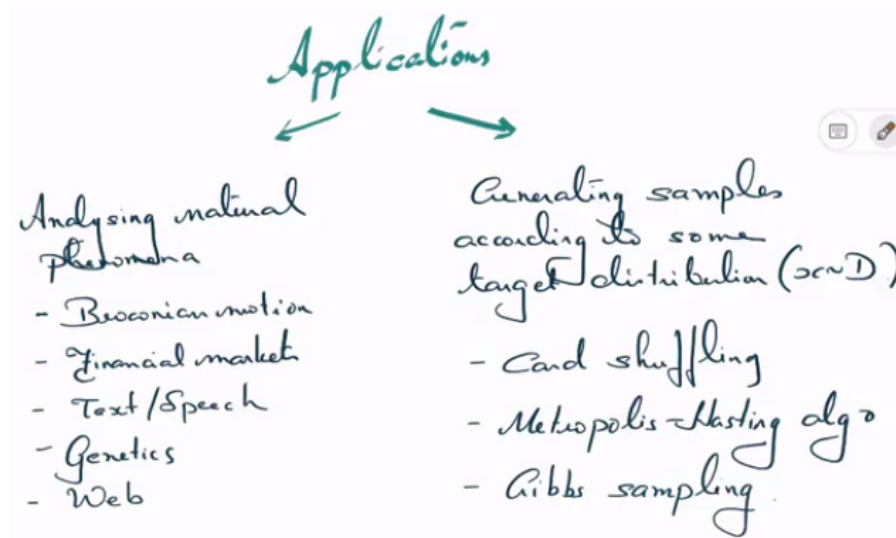 Applications
Analysing natural
phenomena
- Brownian motion
- Financial market
- Text/Speech
- Genetics
- Web
Generating samples
according to some
target distribution (x~D)
- Card shuffling
- Metropolis-Hasting algo
- Gibbs sampling